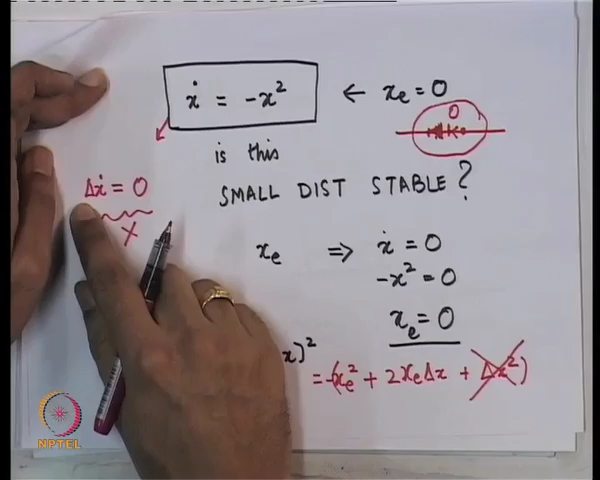 ẋ = -x² ← xₑ = 0
0
is this
SMALL DIST STABLE?
Δẋ = 0
xₑ ⇒ ẋ = 0
-x² = 0
xₑ = 0
x)²
= -(xₑ² + 2xₑΔx + Δx²)
NPTEL